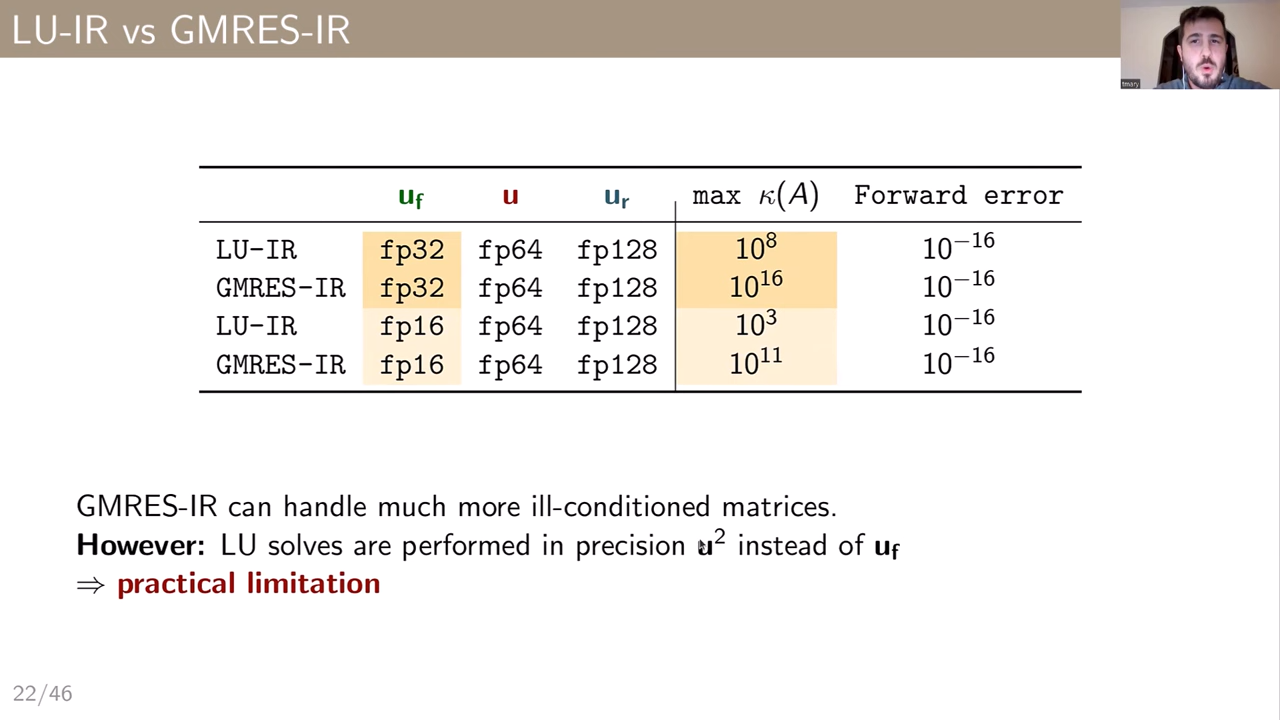 LU-IR vs GMRES-IR
tmary
u_f u u_r max κ(A) Forward error
LU-IR fp32 fp64 fp128 10^8 10^−16
GMRES-IR fp32 fp64 fp128 10^16 10^−16
LU-IR fp16 fp64 fp128 10^3 10^−16
GMRES-IR fp16 fp64 fp128 10^11 10^−16
GMRES-IR can handle much more ill-conditioned matrices.
However: LU solves are performed in precision u^2 instead of u_f
⇒ practical limitation
22/46